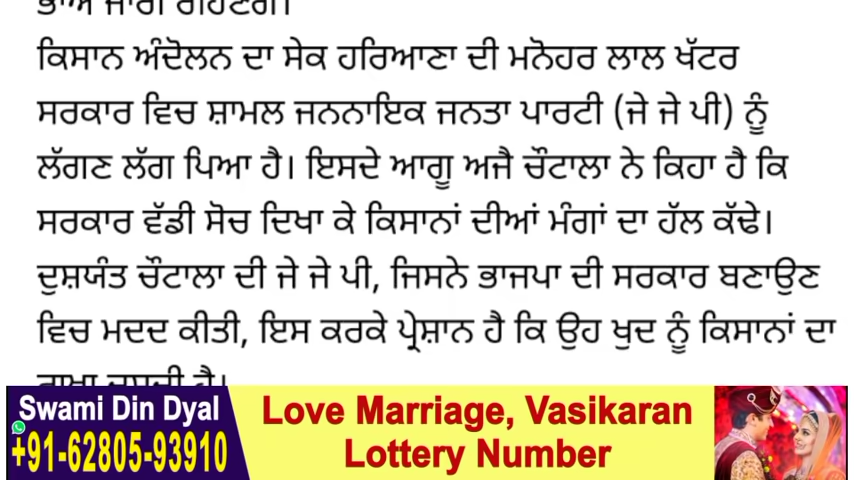 ਕਿਸਾਨ ਅੰਦੋਲਨ ਦਾ ਸੇਕ ਹਰਿਆਣਾ ਦੀ ਮਨੋਹਰ ਲਾਲ ਖੱਟਰ
ਸਰਕਾਰ ਵਿਚ ਸ਼ਾਮਲ ਜਨਨਾਇਕ ਜਨਤਾ ਪਾਰਟੀ (ਜੇ ਜੇ ਪੀ) ਨੂੰ
ਲੱਗਣ ਲੱਗ ਪਿਆ ਹੈ। ਇਸਦੇ ਆਗੂ ਅਜੈ ਚੌਟਾਲਾ ਨੇ ਕਿਹਾ ਹੈ ਕਿ
ਸਰਕਾਰ ਵੱਡੀ ਸੋਚ ਦਿਖਾ ਕੇ ਕਿਸਾਨਾਂ ਦੀਆਂ ਮੰਗਾਂ ਦਾ ਹੱਲ ਕੱਢੇ।
ਦੁਸ਼ਯੰਤ ਚੌਟਾਲਾ ਦੀ ਜੇ ਜੇ ਪੀ, ਜਿਸਨੇ ਭਾਜਪਾ ਦੀ ਸਰਕਾਰ ਬਣਾਉਣ
ਵਿਚ ਮਦਦ ਕੀਤੀ, ਇਸ ਕਰਕੇ ਪ੍ਰੇਸ਼ਾਨ ਹੈ ਕਿ ਉਹ ਖੁਦ ਨੂੰ ਕਿਸਾਨਾਂ ਦਾ
Swami Din Dyal
+91-62805-93910
Love Marriage, Vasikaran
Lottery Number